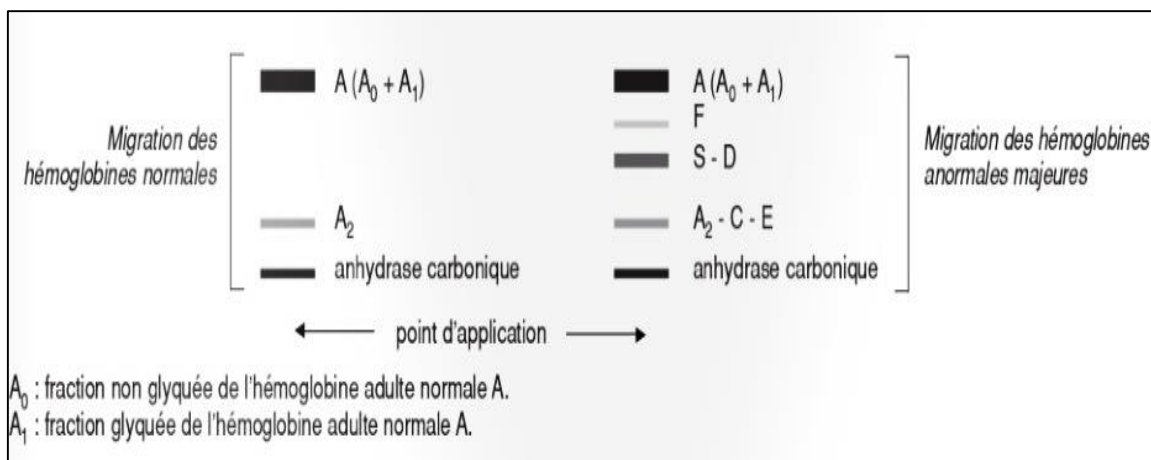 A (A₀ + A₁)
Migration des
hémoglobines normales
A₂
anhydrase carbonique
A (A₀ + A₁)
F
S - D
A₂ - C - E
anhydrase carbonique
Migration des hémoglobines
anormales majeures
point d'application
A₀ : fraction non glyquée de l'hémoglobine adulte normale A.
A₁ : fraction glyquée de l'hémoglobine adulte normale A.